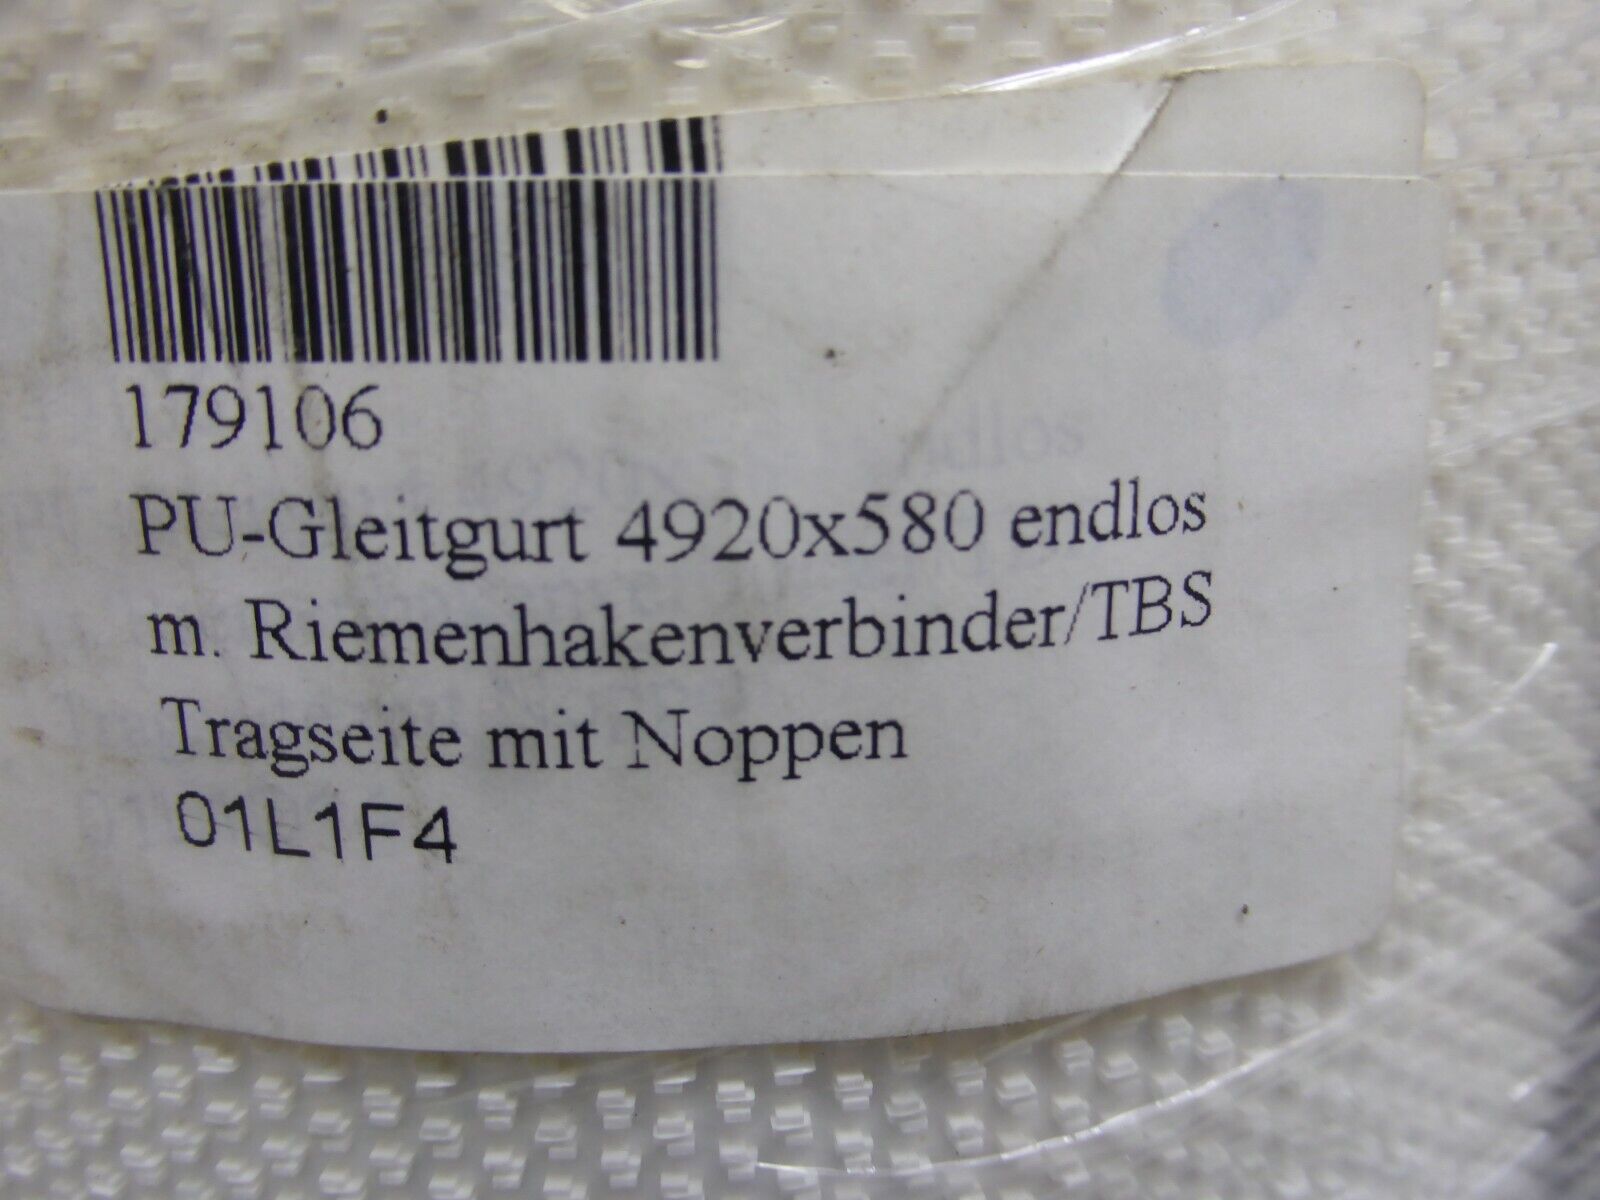 179106
PU-Gleitgurt 4920x580 endlos
m. Riemenhakenverbinder/TBS
Tragseite mit Noppen
01L1F4